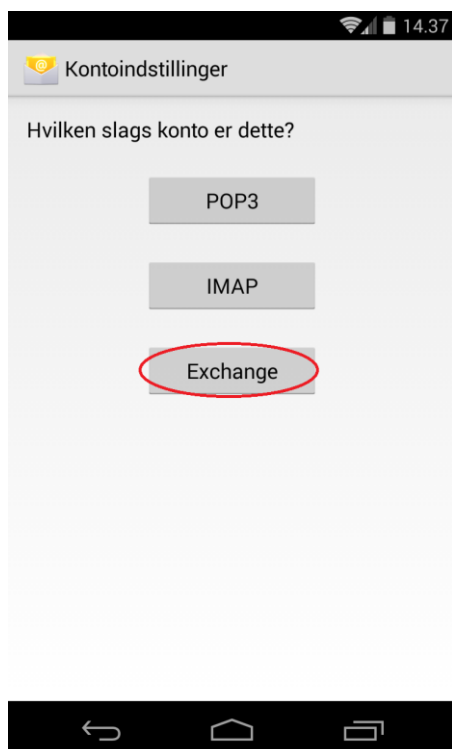 14.37
Kontoindstillinger
Hvilken slags konto er dette?
POP3
IMAP
Exchange